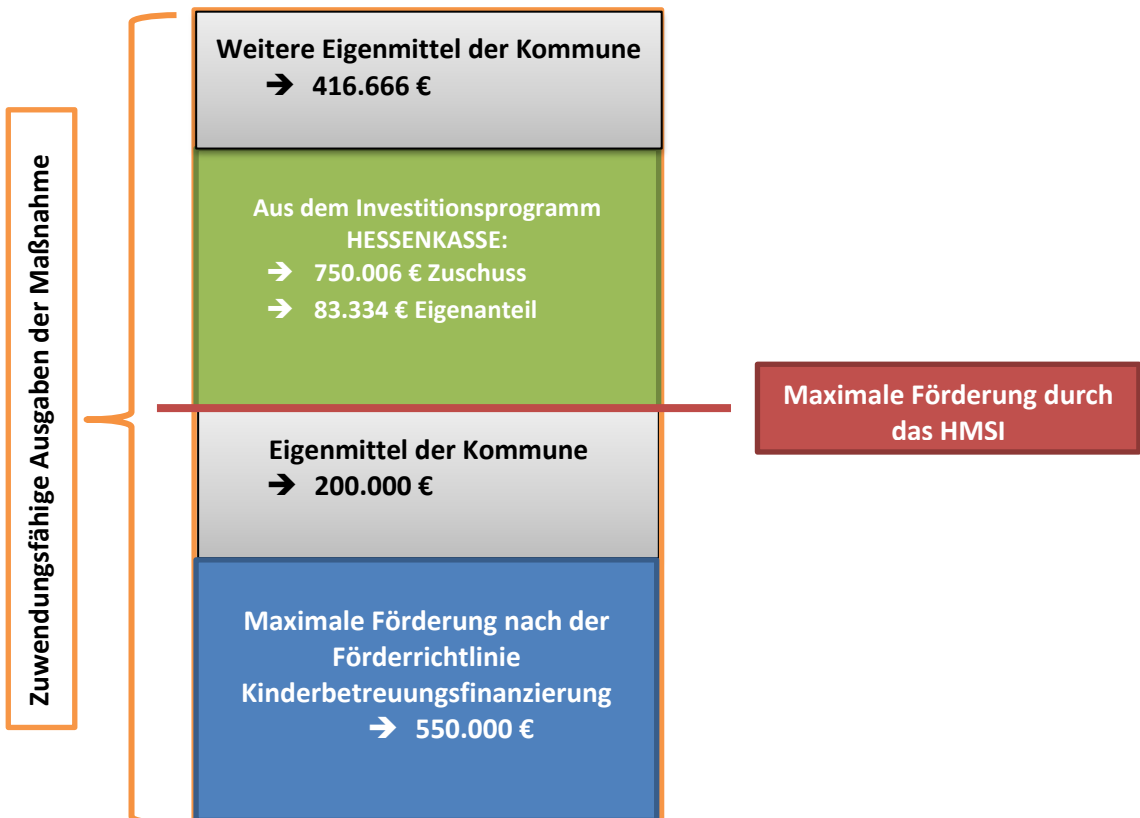 Zuwendungsfähige Ausgaben der Maßnahme
Weitere Eigenmittel der Kommune
➔ 416.666 €
Aus dem Investitionsprogramm
HESSENKASSE:
➔ 750.006 € Zuschuss
➔ 83.334 € Eigenanteil
Maximale Förderung durch
das HMSI
Eigenmittel der Kommune
➔ 200.000 €
Maximale Förderung nach der
Förderrichtlinie
Kinderbetreuungsfinanzierung
➔ 550.000 €